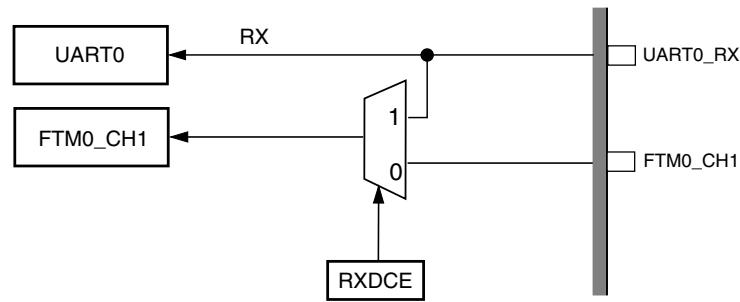 RX
UART0
UART0_RX
1
FTM0_CH1
0
FTM0_CH1
RXDCE